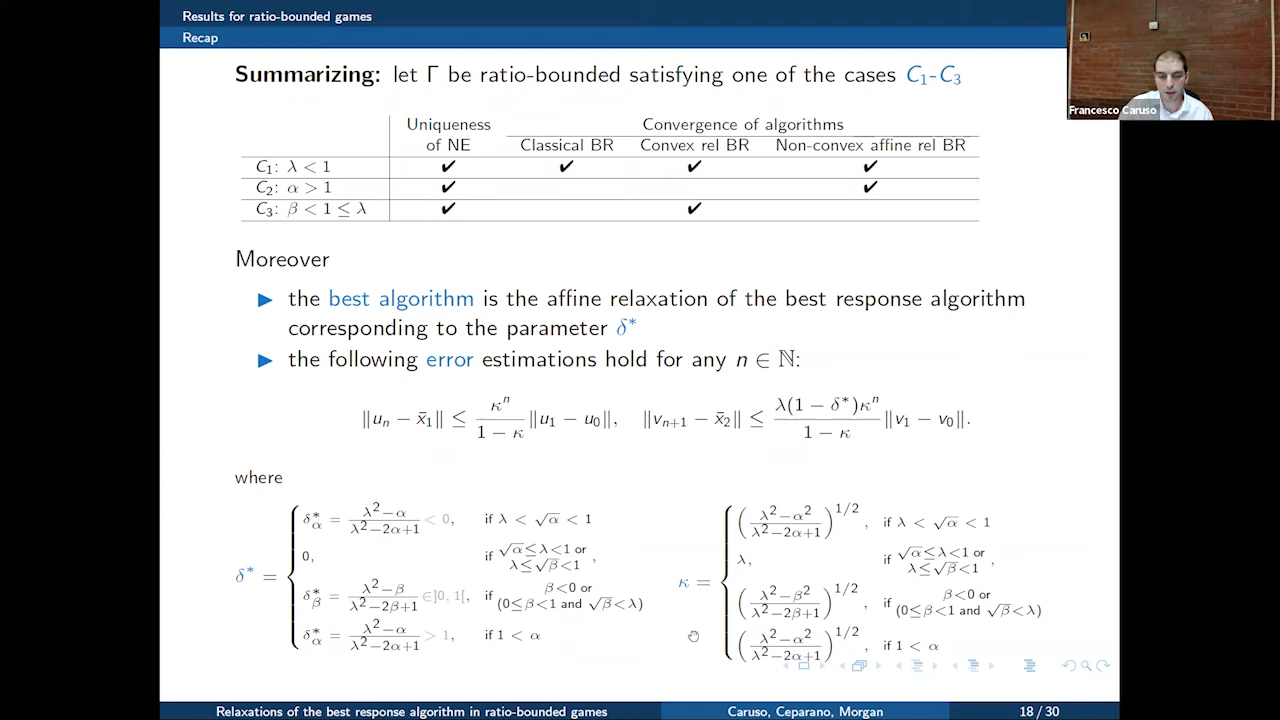 Results for ratio-bounded games
Recap
Francesco Caruso
Summarizing: let Γ be ratio-bounded satisfying one of the cases C₁-C₃
Uniqueness of NE | Convergence of algorithms
Classical BR | Convex rel BR | Non-convex affine rel BR
C₁: λ < 1 ✔ ✔ ✔ ✔
C₂: α > 1 ✔ ✔
C₃: β < 1 ≤ λ ✔ ✔
Moreover
▶ the best algorithm is the affine relaxation of the best response algorithm
corresponding to the parameter δ*
▶ the following error estimations hold for any n ∈ ℕ:
‖uₙ − x̄₁‖ ≤ κⁿ/(1 − κ) ‖u₁ − u₀‖, ‖vₙ₊₁ − x̄₂‖ ≤ λ(1 − δ*)κⁿ/(1 − κ) ‖v₁ − v₀‖.
where
δ* = { δ*_α = (λ²−α)/(λ²−2α+1) < 0, if λ < √α < 1
0, if √α≤λ<1 or λ≤√β<1 ,
δ*_β = (λ²−β)/(λ²−2β+1) ∈]0, 1[, if β<0 or (0≤β<1 and √β<λ)
δ*_α = (λ²−α)/(λ²−2α+1) > 1, if 1 < α
κ = { ((λ²−α²)/(λ²−2α+1))^1/2 , if λ < √α < 1
λ, if √α≤λ<1 or λ≤√β<1 ,
((λ²−β²)/(λ²−2β+1))^1/2 , if β<0 or (0≤β<1 and √β<λ)
((λ²−α²)/(λ²−2α+1))^1/2 , if 1 < α
Relaxations of the best response algorithm in ratio-bounded games
Caruso, Ceparano, Morgan
18 / 30